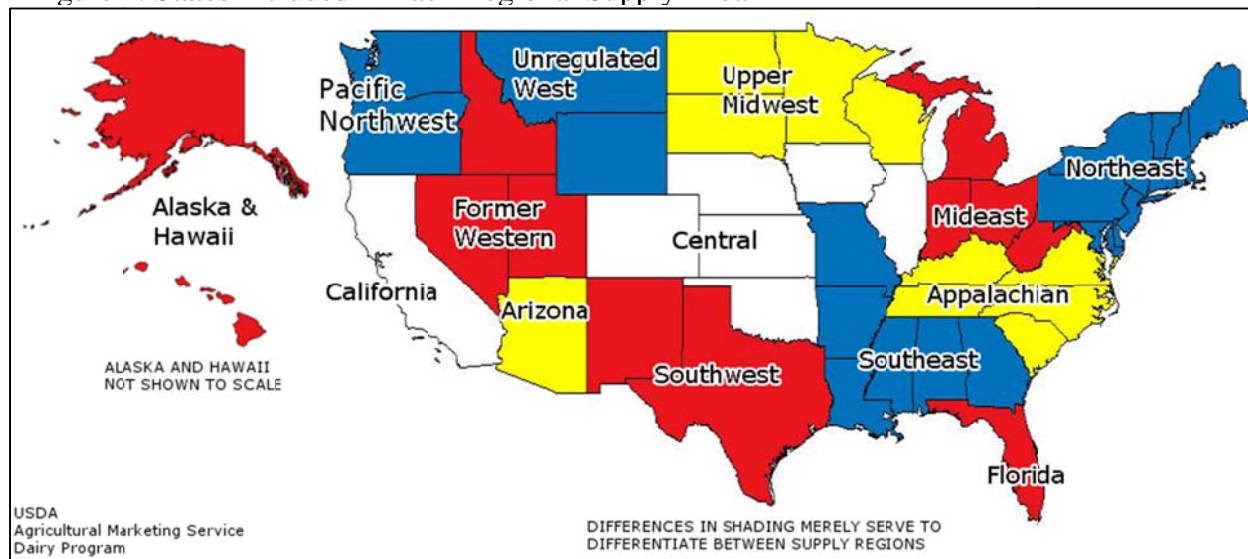 Pacific
Northwest
Unregulated
West
Upper
Midwest
Northeast
Alaska &
Hawaii
Former
Western
Central
Mideast
California
Arizona
Appalachian
Southwest
Southeast
Florida
ALASKA AND HAWAII
NOT SHOWN TO SCALE
USDA
Agricultural Marketing Service
Dairy Program
DIFFERENCES IN SHADING MERELY SERVE TO
DIFFERENTIATE BETWEEN SUPPLY REGIONS